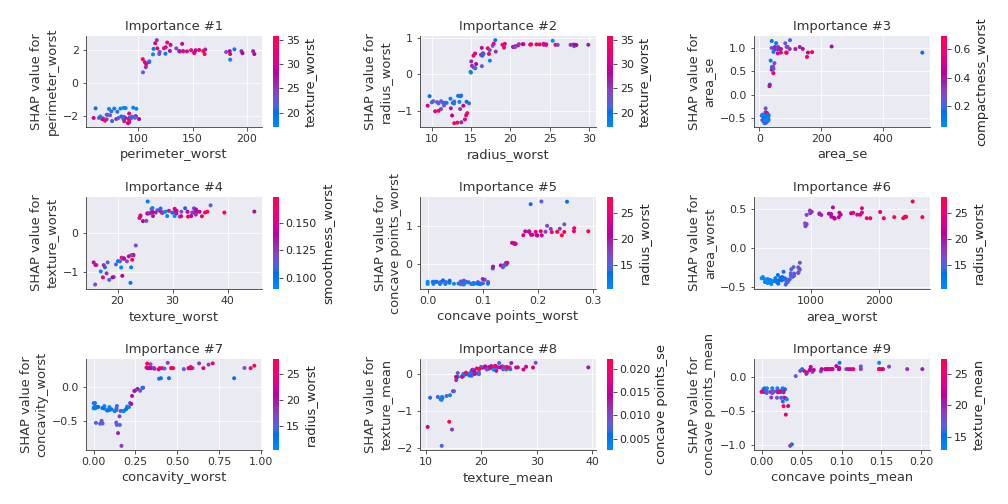 Importance #1
SHAP value for
perimeter_worst
2
0
−2
100
150
200
perimeter_worst
35
30
25
20
texture_worst
Importance #2
SHAP value for
radius_worst
1
0
−1
10
15
20
25
30
radius_worst
35
30
25
20
texture_worst
Importance #3
SHAP value for
area_se
1.0
0.5
0.0
−0.5
0
200
400
area_se
0.6
0.4
0.2
compactness_worst
Importance #4
SHAP value for
texture_worst
0
−1
20
30
40
texture_worst
0.150
0.125
0.100
smoothness_worst
Importance #5
SHAP value for
concave points_worst
1
0
0.0
0.1
0.2
0.3
concave points_worst
25
20
15
radius_worst
Importance #6
SHAP value for
area_worst
0.5
0.0
−0.5
1000
2000
area_worst
25
20
15
radius_worst
Importance #7
SHAP value for
concavity_worst
0.0
−0.5
0.00
0.25
0.50
0.75
1.00
concavity_worst
25
20
15
radius_worst
Importance #8
SHAP value for
texture_mean
0
−1
−2
10
20
30
40
texture_mean
0.020
0.015
0.010
0.005
concave points_se
Importance #9
SHAP value for
concave points_mean
0.0
−0.5
−1.0
0.00
0.05
0.10
0.15
0.20
concave points_mean
25
20
15
texture_mean